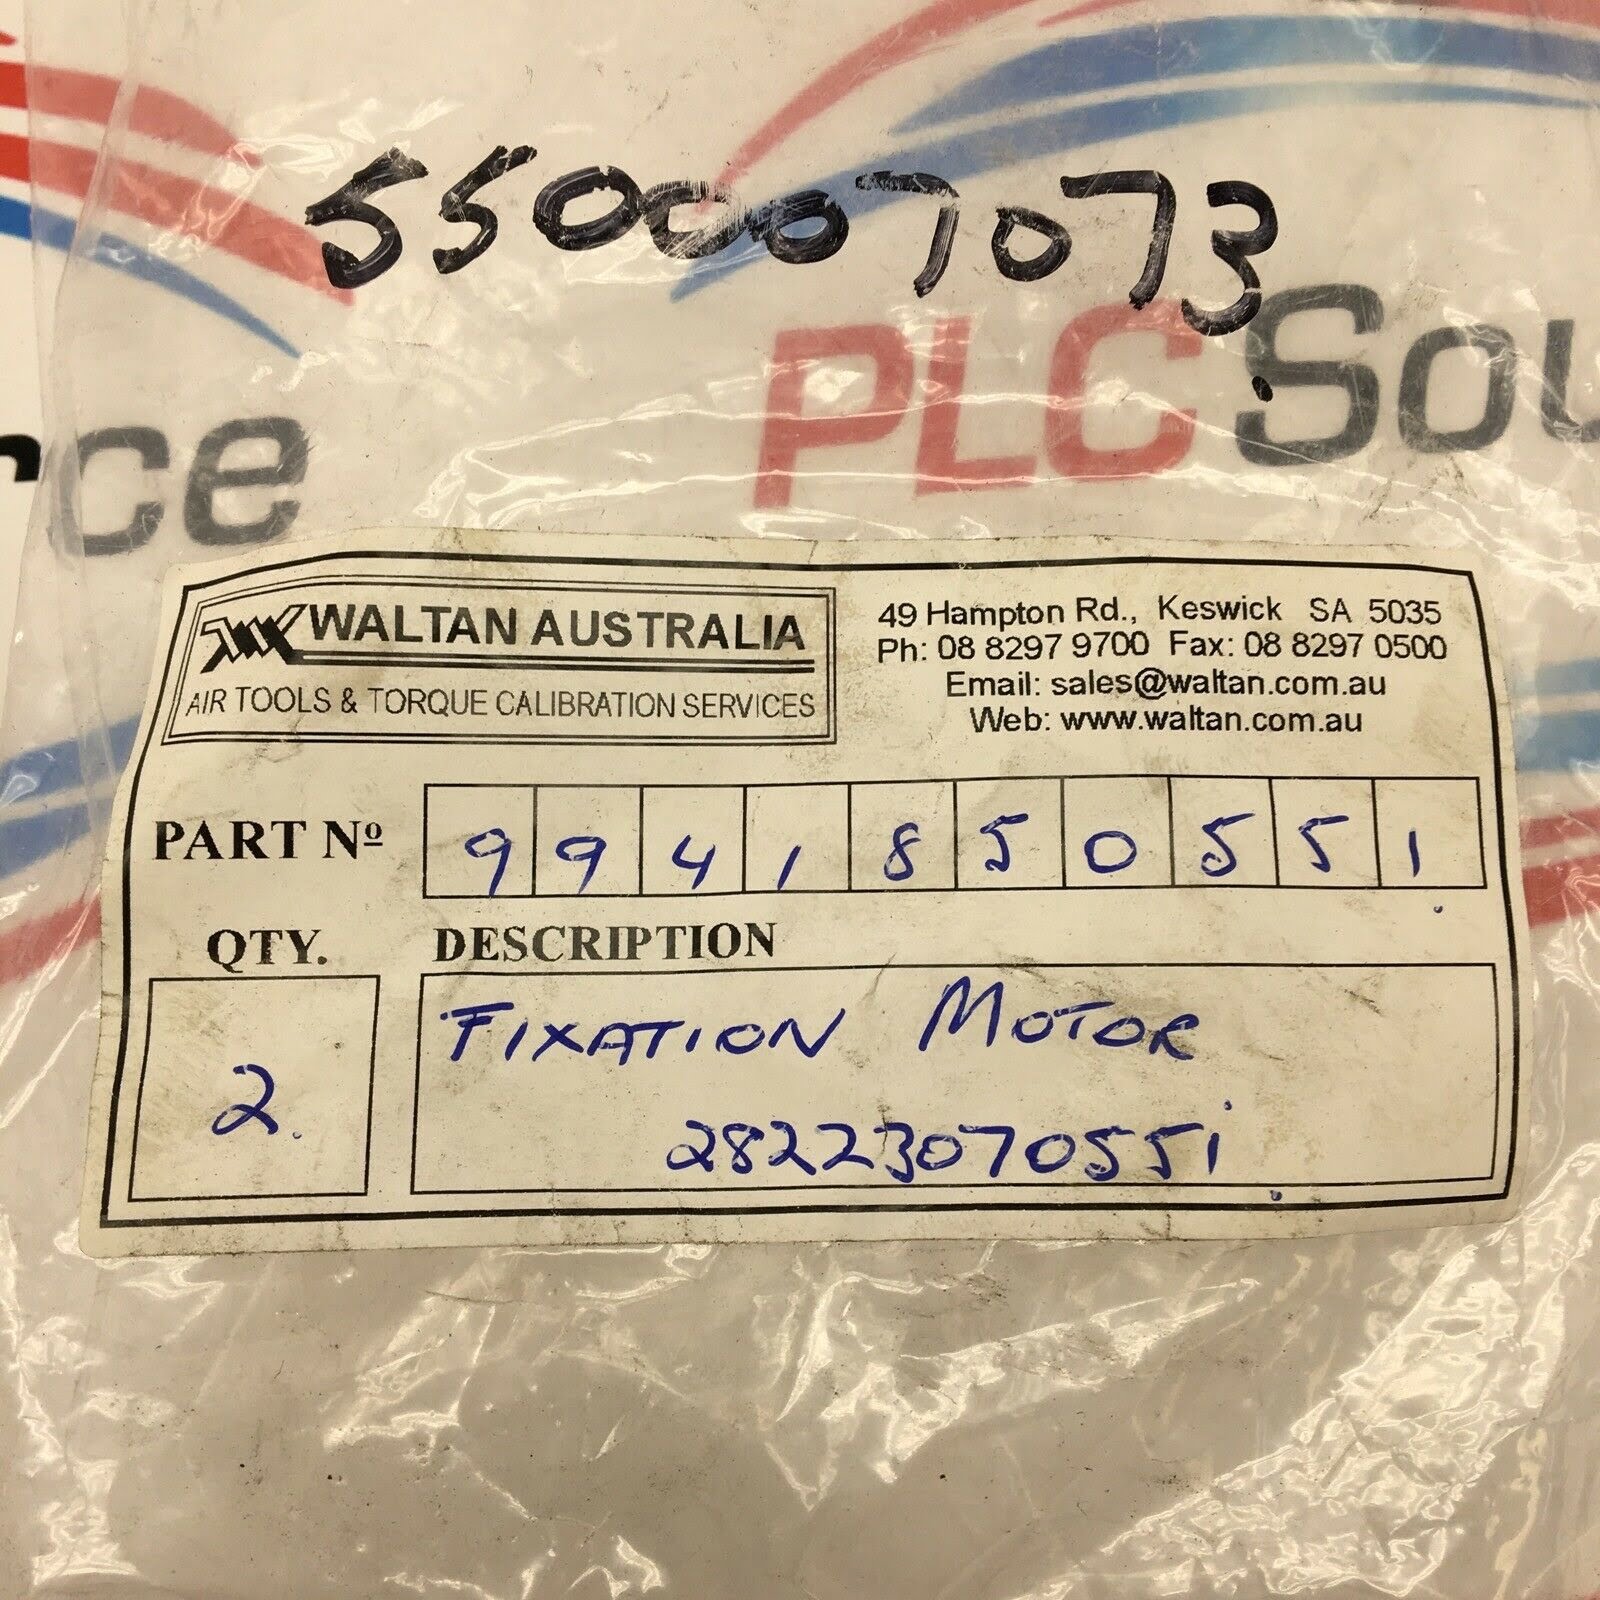 550007073
PLC Sou
rce
WALTAN AUSTRALIA
AIR TOOLS & TORQUE CALIBRATION SERVICES
49 Hampton Rd., Keswick SA 5035
Ph: 08 8297 9700 Fax: 08 8297 0500
Email: sales@waltan.com.au
Web: www.waltan.com.au
PART Nº 9941850551
QTY. DESCRIPTION
2. FIXATION MOTOR
28223070551